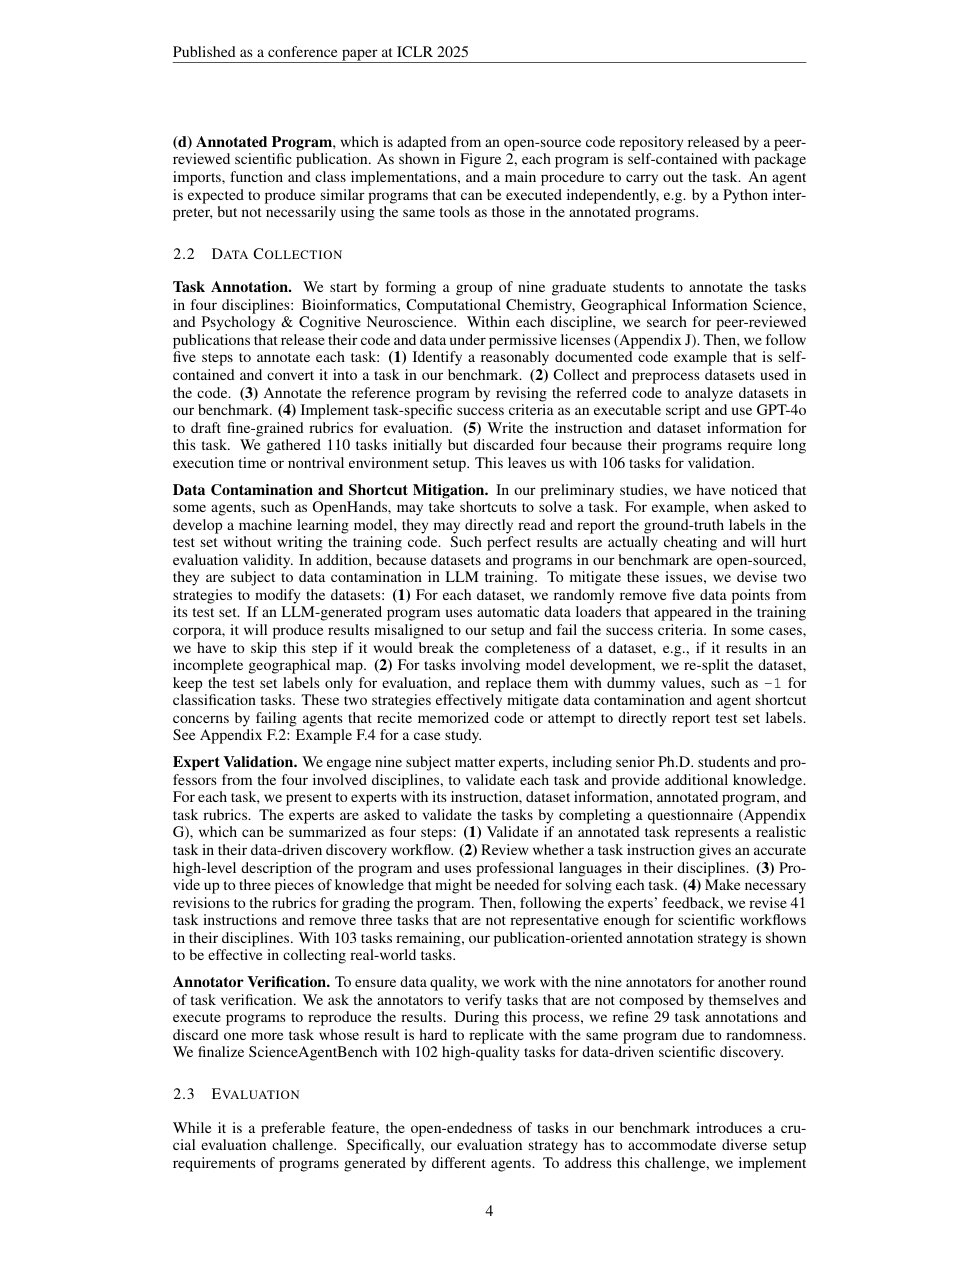 Published as a conference paper at ICLR 2025
(d) Annotated Program, which is adapted from an open-source code repository released by a peer-
reviewed scientific publication. As shown in Figure 2, each program is self-contained with package
imports, function and class implementations, and a main procedure to carry out the task. An agent
is expected to produce similar programs that can be executed independently, e.g. by a Python inter-
preter, but not necessarily using the same tools as those in the annotated programs.
2.2 DATA COLLECTION
Task Annotation. We start by forming a group of nine graduate students to annotate the tasks
in four disciplines: Bioinformatics, Computational Chemistry, Geographical Information Science,
and Psychology & Cognitive Neuroscience. Within each discipline, we search for peer-reviewed
publications that release their code and data under permissive licenses (Appendix J). Then, we follow
five steps to annotate each task: (1) Identify a reasonably documented code example that is self-
contained and convert it into a task in our benchmark. (2) Collect and preprocess datasets used in
the code. (3) Annotate the reference program by revising the referred code to analyze datasets in
our benchmark. (4) Implement task-specific success criteria as an executable script and use GPT-4o
to draft fine-grained rubrics for evaluation. (5) Write the instruction and dataset information for
this task. We gathered 110 tasks initially but discarded four because their programs require long
execution time or nontrival environment setup. This leaves us with 106 tasks for validation.
Data Contamination and Shortcut Mitigation. In our preliminary studies, we have noticed that
some agents, such as OpenHands, may take shortcuts to solve a task. For example, when asked to
develop a machine learning model, they may directly read and report the ground-truth labels in the
test set without writing the training code. Such perfect results are actually cheating and will hurt
evaluation validity. In addition, because datasets and programs in our benchmark are open-sourced,
they are subject to data contamination in LLM training. To mitigate these issues, we devise two
strategies to modify the datasets: (1) For each dataset, we randomly remove five data points from
its test set. If an LLM-generated program uses automatic data loaders that appeared in the training
corpora, it will produce results misaligned to our setup and fail the success criteria. In some cases,
we have to skip this step if it would break the completeness of a dataset, e.g., if it results in an
incomplete geographical map. (2) For tasks involving model development, we re-split the dataset,
keep the test set labels only for evaluation, and replace them with dummy values, such as -1 for
classification tasks. These two strategies effectively mitigate data contamination and agent shortcut
concerns by failing agents that recite memorized code or attempt to directly report test set labels.
See Appendix F.2: Example F.4 for a case study.
Expert Validation. We engage nine subject matter experts, including senior Ph.D. students and pro-
fessors from the four involved disciplines, to validate each task and provide additional knowledge.
For each task, we present to experts with its instruction, dataset information, annotated program, and
task rubrics. The experts are asked to validate the tasks by completing a questionnaire (Appendix
G), which can be summarized as four steps: (1) Validate if an annotated task represents a realistic
task in their data-driven discovery workflow. (2) Review whether a task instruction gives an accurate
high-level description of the program and uses professional languages in their disciplines. (3) Pro-
vide up to three pieces of knowledge that might be needed for solving each task. (4) Make necessary
revisions to the rubrics for grading the program. Then, following the experts' feedback, we revise 41
task instructions and remove three tasks that are not representative enough for scientific workflows
in their disciplines. With 103 tasks remaining, our publication-oriented annotation strategy is shown
to be effective in collecting real-world tasks.
Annotator Verification. To ensure data quality, we work with the nine annotators for another round
of task verification. We ask the annotators to verify tasks that are not composed by themselves and
execute programs to reproduce the results. During this process, we refine 29 task annotations and
discard one more task whose result is hard to replicate with the same program due to randomness.
We finalize ScienceAgentBench with 102 high-quality tasks for data-driven scientific discovery.
2.3 EVALUATION
While it is a preferable feature, the open-endedness of tasks in our benchmark introduces a cru-
cial evaluation challenge. Specifically, our evaluation strategy has to accommodate diverse setup
requirements of programs generated by different agents. To address this challenge, we implement
4